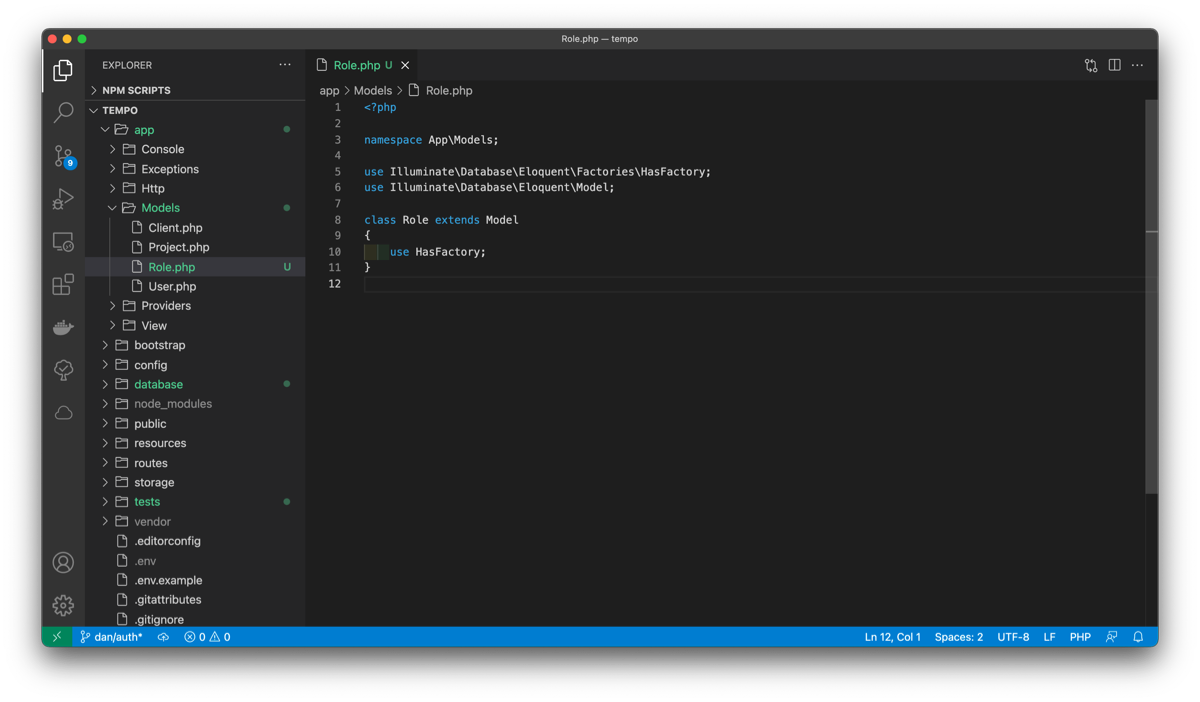 Role.php — tempo
EXPLORER
NPM SCRIPTS
TEMPO
app
Console
Exceptions
Http
Models
Client.php
Project.php
Role.php U
User.php
Providers
View
bootstrap
config
database
node_modules
public
resources
routes
storage
tests
vendor
.editorconfig
.env
.env.example
.gitattributes
.gitignore
9
Role.php U
app > Models > Role.php
1 <?php
2
3 namespace App\Models;
4
5 use Illuminate\Database\Eloquent\Factories\HasFactory;
6 use Illuminate\Database\Eloquent\Model;
7
8 class Role extends Model
9 {
10 use HasFactory;
11 }
12
dan/auth* 0 0 Ln 12, Col 1 Spaces: 2 UTF-8 LF PHP